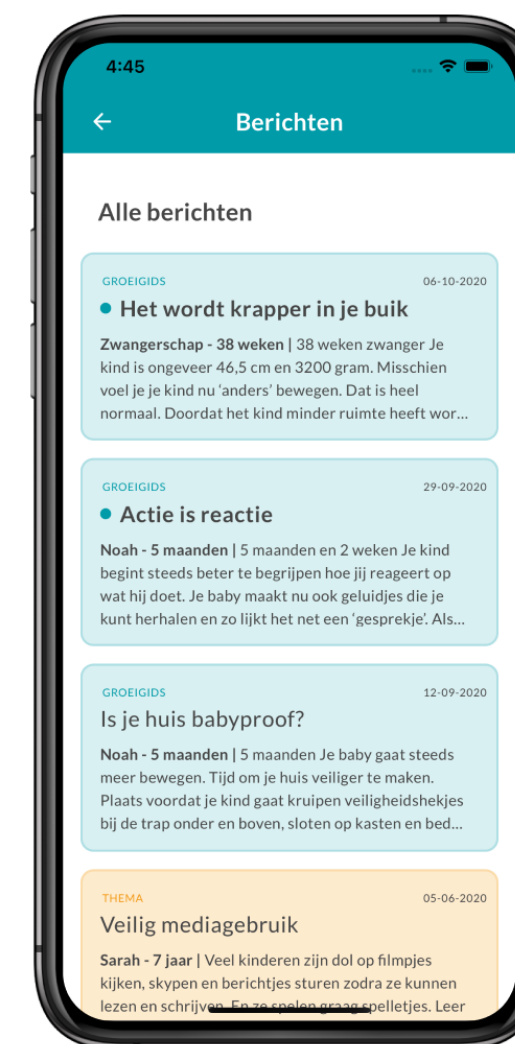 4:45
Berichten
Alle berichten
GROEIGIDS 06-10-2020
Het wordt krapper in je buik
Zwangerschap - 38 weken | 38 weken zwanger Je
kind is ongeveer 46,5 cm en 3200 gram. Misschien
voel je je kind nu ‘anders’ bewegen. Dat is heel
normaal. Doordat het kind minder ruimte heeft wor...
GROEIGIDS 29-09-2020
Actie is reactie
Noah - 5 maanden | 5 maanden en 2 weken Je kind
begint steeds beter te begrijpen hoe jij reageert op
wat hij doet. Je baby maakt nu ook geluidjes die je
kunt herhalen en zo lijkt het net een ‘gesprekje’. Als...
GROEIGIDS 12-09-2020
Is je huis babyproof?
Noah - 5 maanden | 5 maanden Je baby gaat steeds
meer bewegen. Tijd om je huis veiliger te maken.
Plaats voordat je kind gaat kruipen veiligheidshekjes
bij de trap onder en boven, sloten op kasten en bed...
THEMA 05-06-2020
Veilig mediagebruik
Sarah - 7 jaar | Veel kinderen zijn dol op filmpjes
kijken, skypen en berichtjes sturen zodra ze kunnen
lezen en schrijven. En ze spelen graag spelletjes. Leer